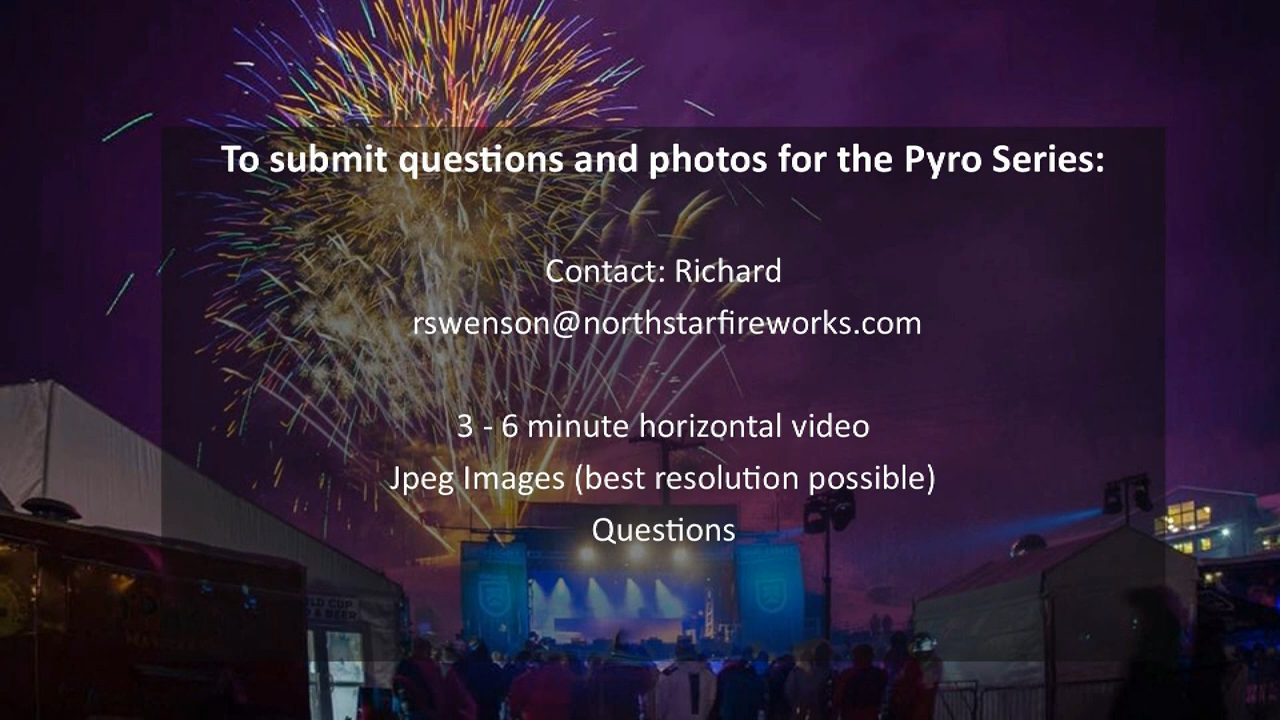 To submit questions and photos for the Pyro Series:
Contact: Richard
rswenson@northstarfireworks.com
3 - 6 minute horizontal video
Jpeg Images (best resolution possible)
Questions